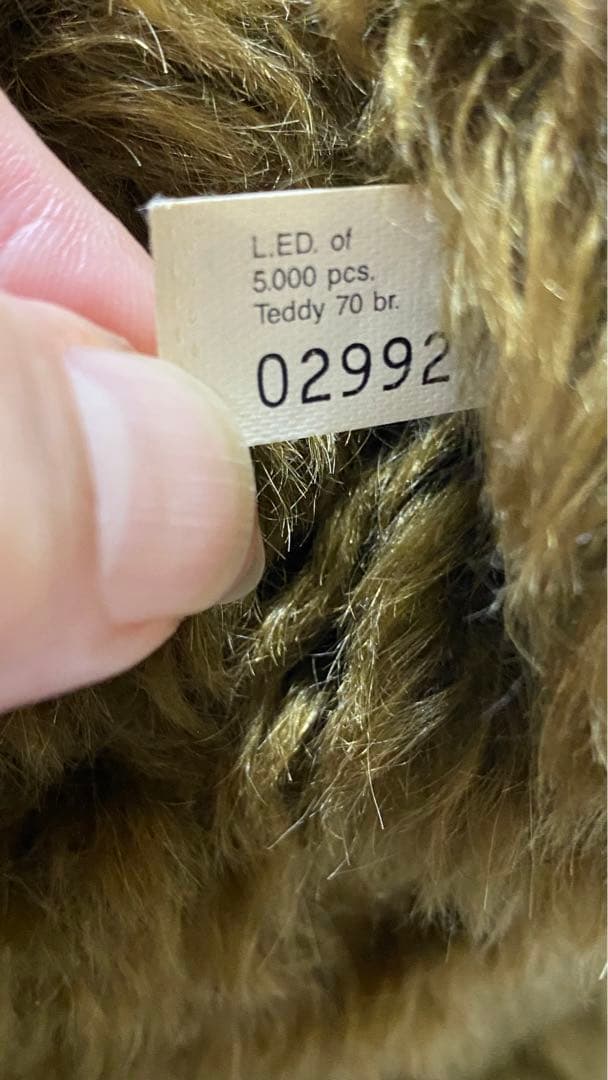 L.ED. of
5.000 pcs.
Teddy 70 br.
02992